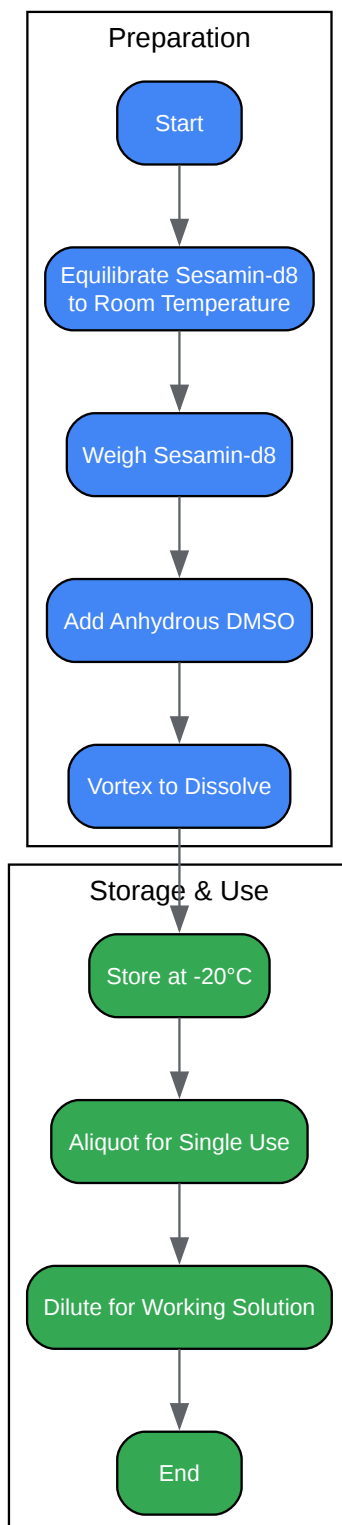 Preparation
Start
Equilibrate Sesamin-d8
to Room Temperature
Weigh Sesamin-d8
Add Anhydrous DMSO
Vortex to Dissolve
Storage & Use
Store at -20°C
Aliquot for Single Use
Dilute for Working Solution
End